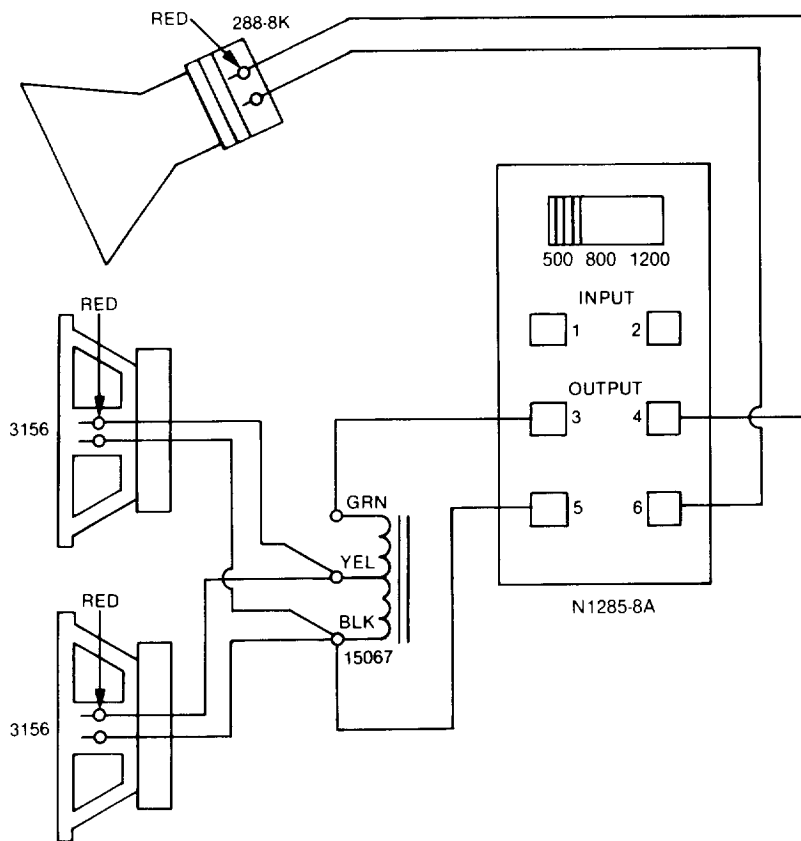 RED
288-8K
500 800 1200
INPUT
1 2
RED
OUTPUT
3 4
3156
GRN
5 6
YEL
RED
BLK
N1285-8A
15067
3156